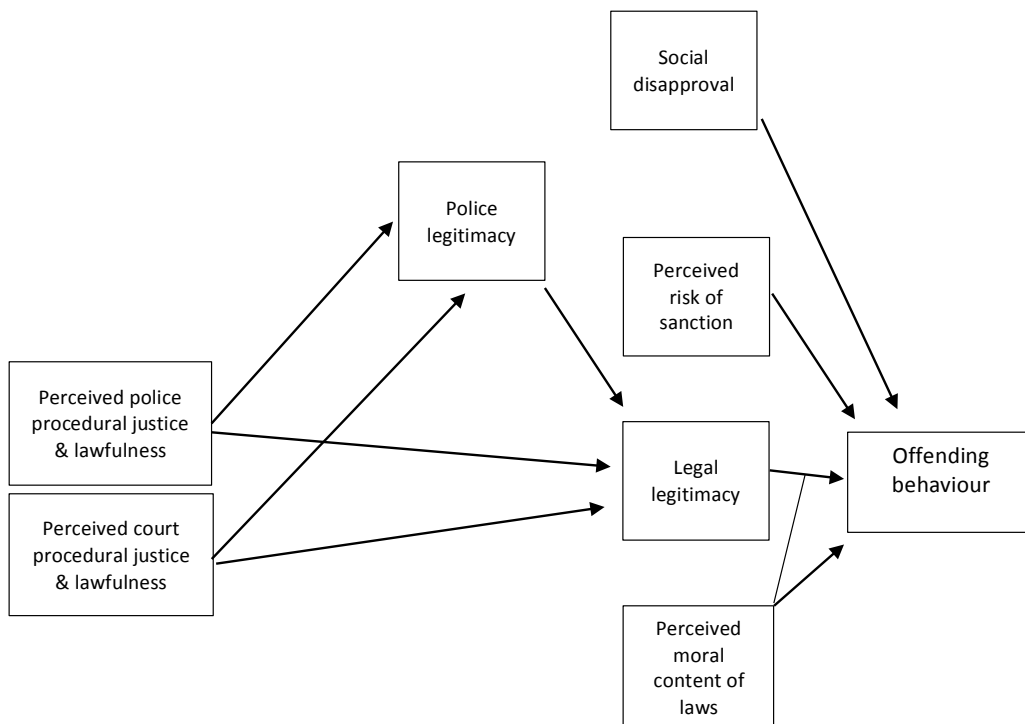 Social
disapproval
Police
legitimacy
Perceived
risk of
sanction
Perceived police
procedural justice
& lawfulness
Legal
legitimacy
Offending
behaviour
Perceived court
procedural justice
& lawfulness
Perceived
moral
content of
laws